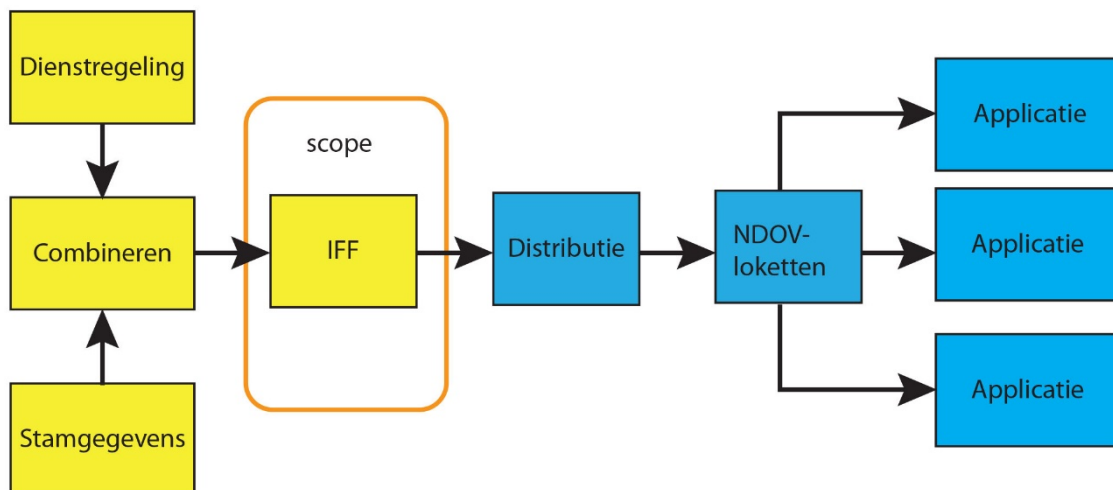 Dienstregeling
Combineren
Stamgegevens
scope
IFF
Distributie
NDOV-
loketten
Applicatie
Applicatie
Applicatie